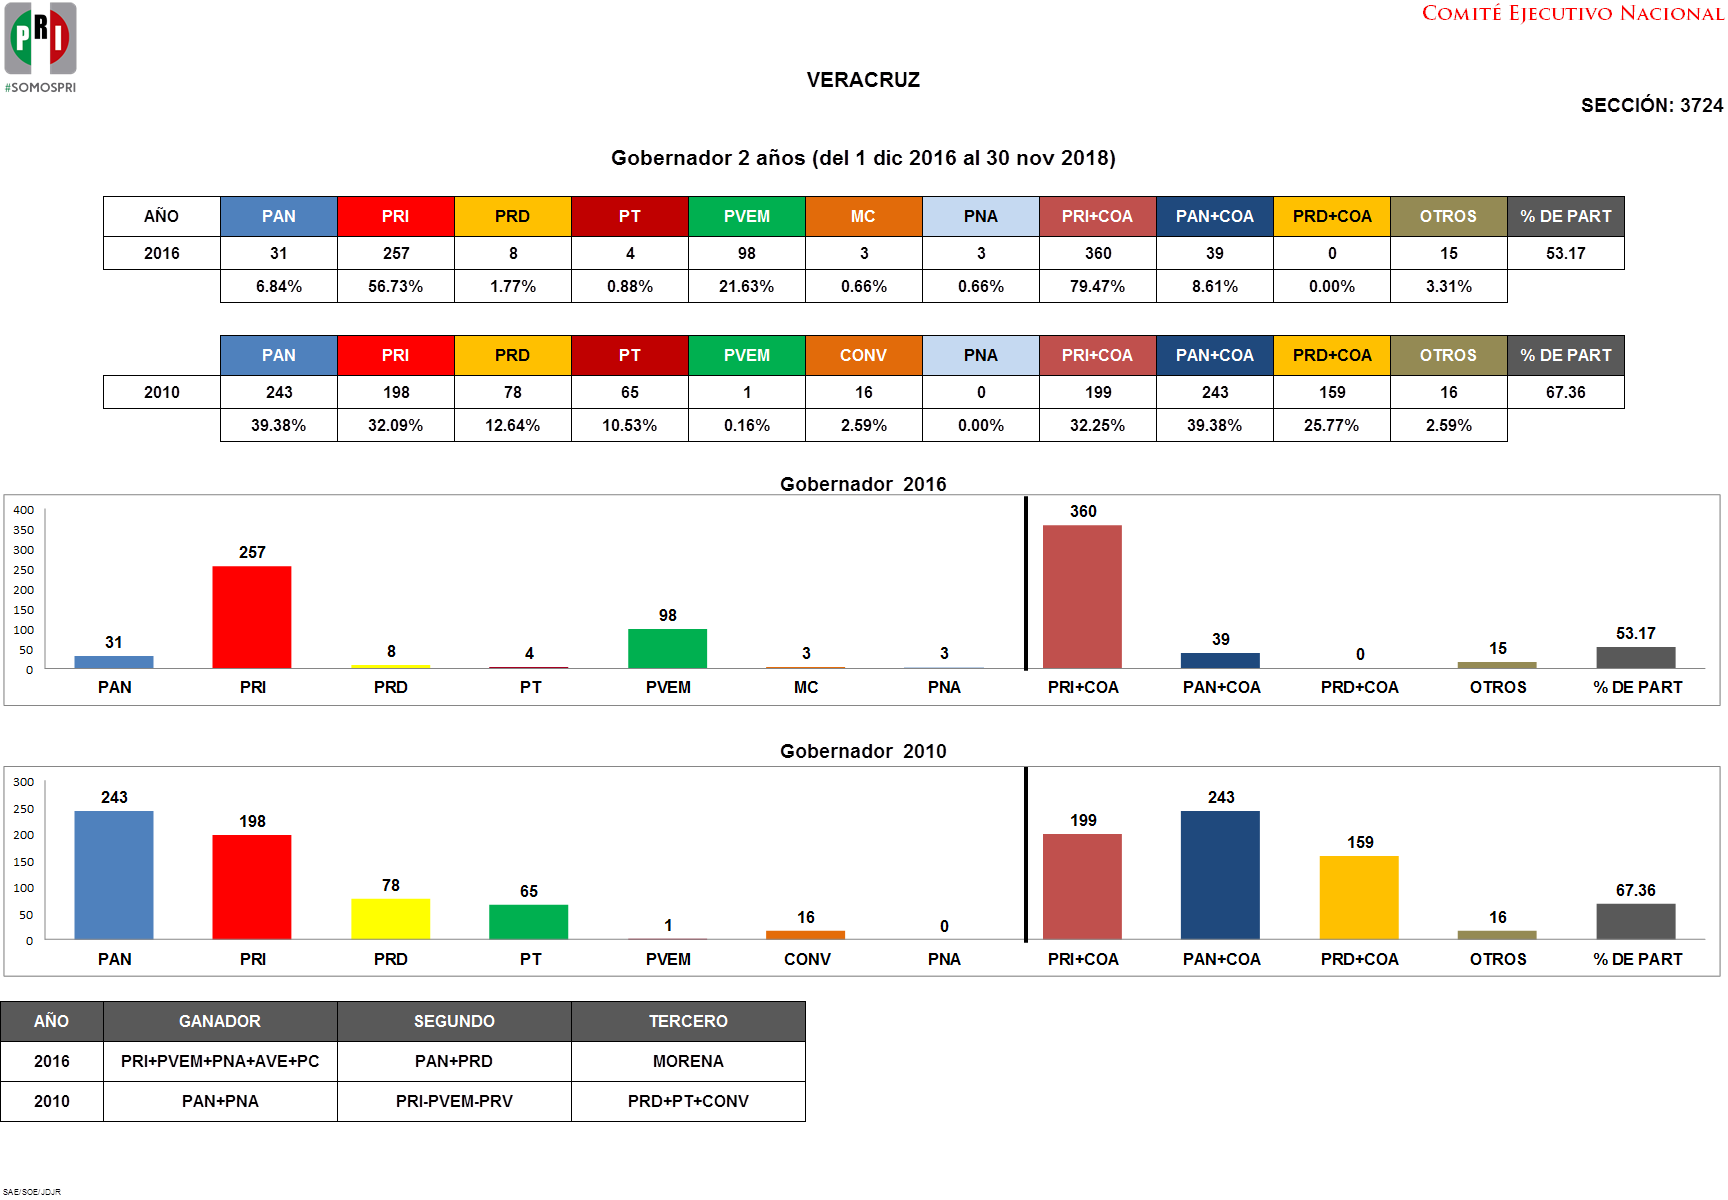 PRI
#SOMOSPRI
COMITÉ EJECUTIVO NACIONAL
VERACRUZ
SECCIÓN: 3724
Gobernador 2 años (del 1 dic 2016 al 30 nov 2018)
AÑO PAN PRI PRD PT PVEM MC PNA PRI+COA PAN+COA PRD+COA OTROS % DE PART
2016 31 257 8 4 98 3 3 360 39 0 15 53.17
6.84% 56.73% 1.77% 0.88% 21.63% 0.66% 0.66% 79.47% 8.61% 0.00% 3.31%
PAN PRI PRD PT PVEM CONV PNA PRI+COA PAN+COA PRD+COA OTROS % DE PART
2010 243 198 78 65 1 16 0 199 243 159 16 67.36
39.38% 32.09% 12.64% 10.53% 0.16% 2.59% 0.00% 32.25% 39.38% 25.77% 2.59%
Gobernador 2016
400
350
300
250
200
150
100
50
0
31 257 8 4 98 3 3 360 39 0 15 53.17
PAN PRI PRD PT PVEM MC PNA PRI+COA PAN+COA PRD+COA OTROS % DE PART
Gobernador 2010
300
250
200
150
100
50
0
243 198 78 65 1 16 0 199 243 159 16 67.36
PAN PRI PRD PT PVEM CONV PNA PRI+COA PAN+COA PRD+COA OTROS % DE PART
AÑO GANADOR SEGUNDO TERCERO
2016 PRI+PVEM+PNA+AVE+PC PAN+PRD MORENA
2010 PAN+PNA PRI-PVEM-PRV PRD+PT+CONV
SAE/SOE/JDJR